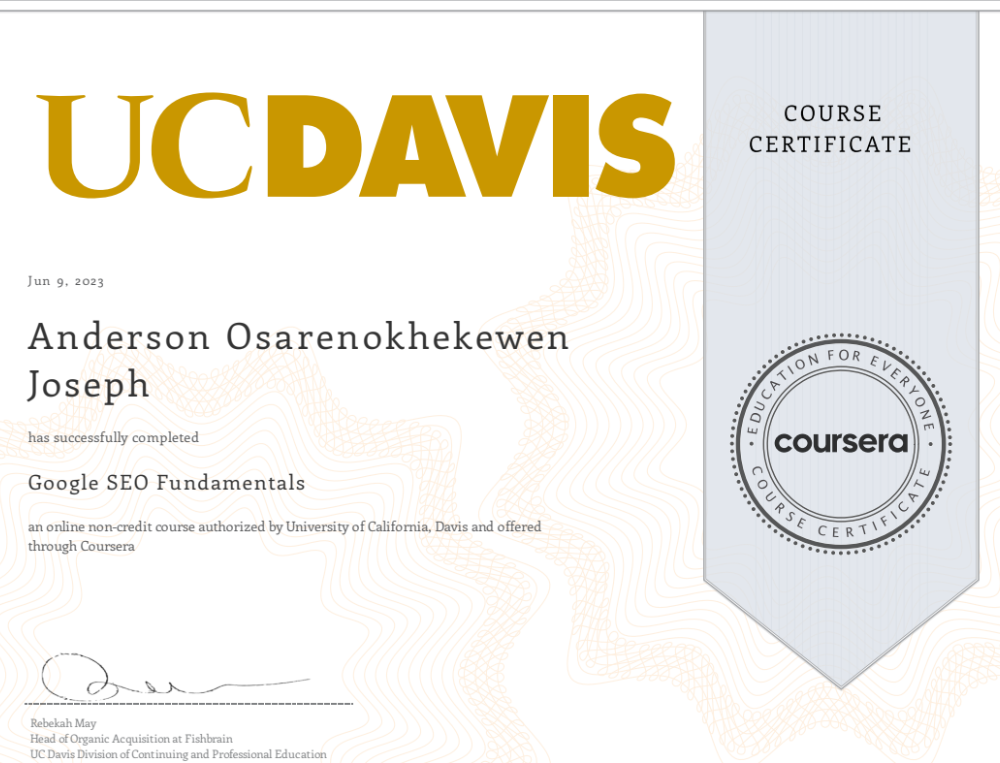 UCDAVIS
COURSE
CERTIFICATE
Jun 9, 2023
Anderson Osarenokhekewen
Joseph
has successfully completed
Google SEO Fundamentals
an online non-credit course authorized by University of California, Davis and offered
through Coursera
EDUCATION FOR EVERYONE
coursera
COURSE CERTIFICATE
Rebekah May
Head of Organic Acquisition at Fishbrain
UC Davis Division of Continuing and Professional Education